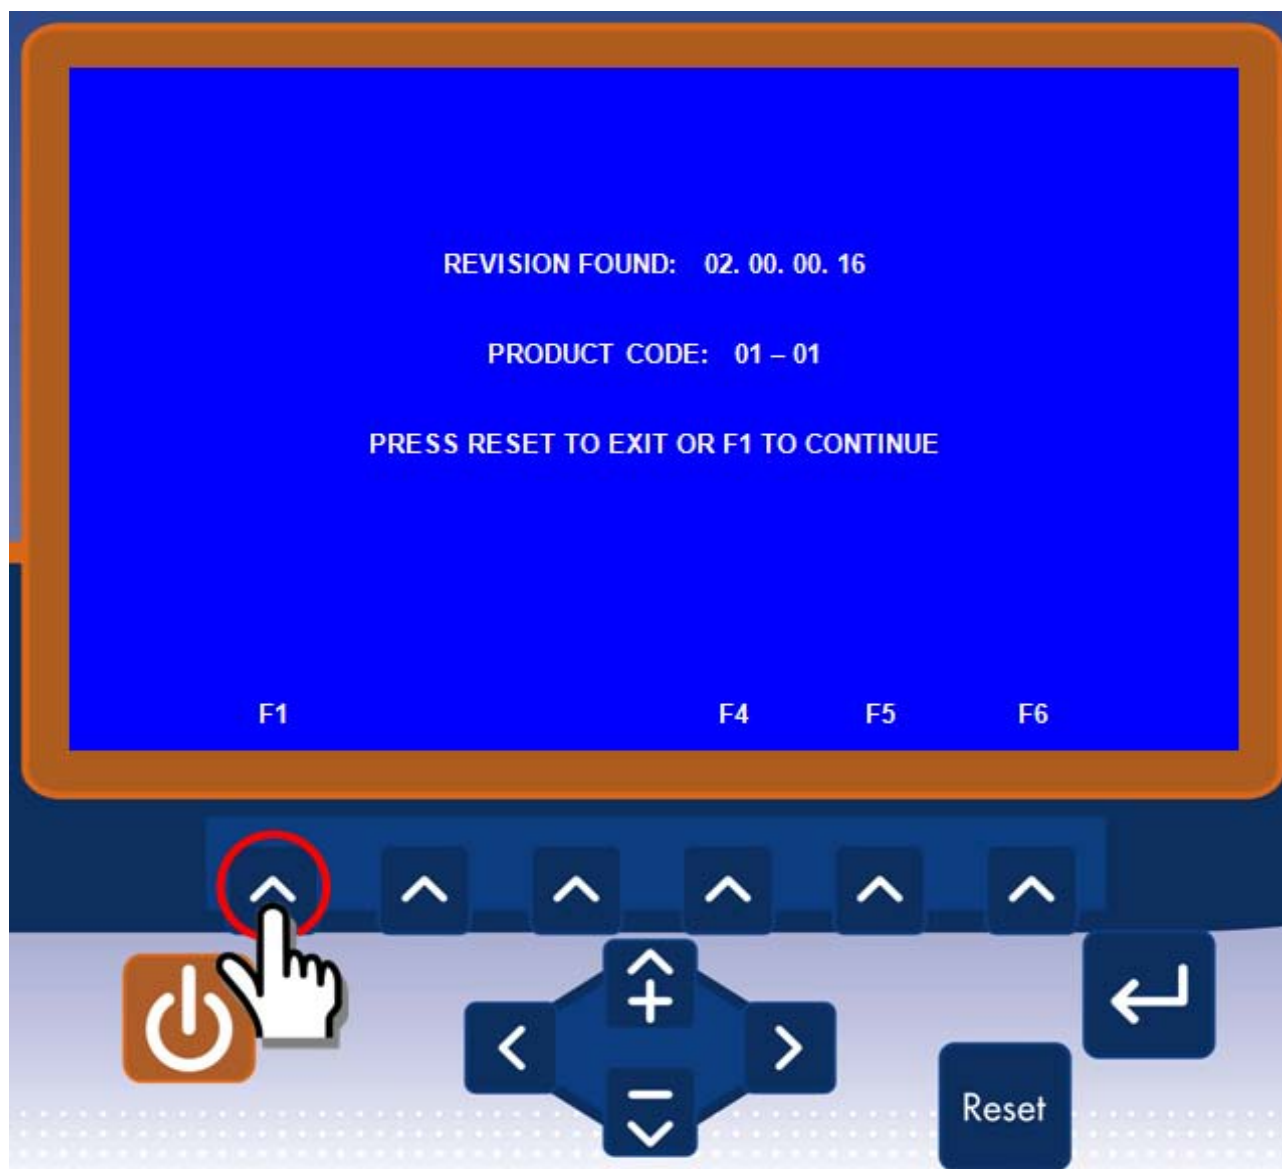 REVISION FOUND: 02. 00. 00. 16
PRODUCT CODE: 01 – 01
PRESS RESET TO EXIT OR F1 TO CONTINUE
F1 F4 F5 F6
Reset